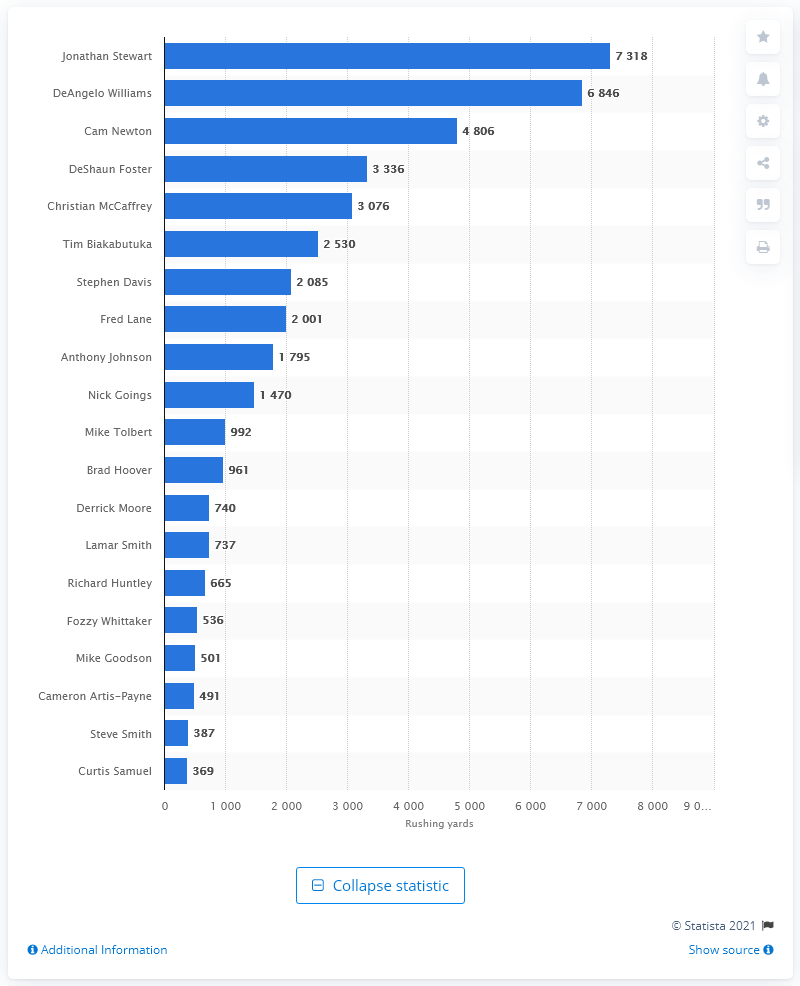 Jonathan Stewart 7 318
DeAngelo Williams 6 846
Cam Newton 4 806
DeShaun Foster 3 336
Christian McCaffrey 3 076
Tim Biakabutuka 2 530
Stephen Davis 2 085
Fred Lane 2 001
Anthony Johnson 1 795
Nick Goings 1 470
Mike Tolbert 992
Brad Hoover 961
Derrick Moore 740
Lamar Smith 737
Richard Huntley 665
Fozzy Whittaker 536
Mike Goodson 501
Cameron Artis-Payne 491
Steve Smith 387
Curtis Samuel 369
0 1 000 2 000 3 000 4 000 5 000 6 000 7 000 8 000 9 0...
Rushing yards
Collapse statistic
© Statista 2021
Additional Information Show source